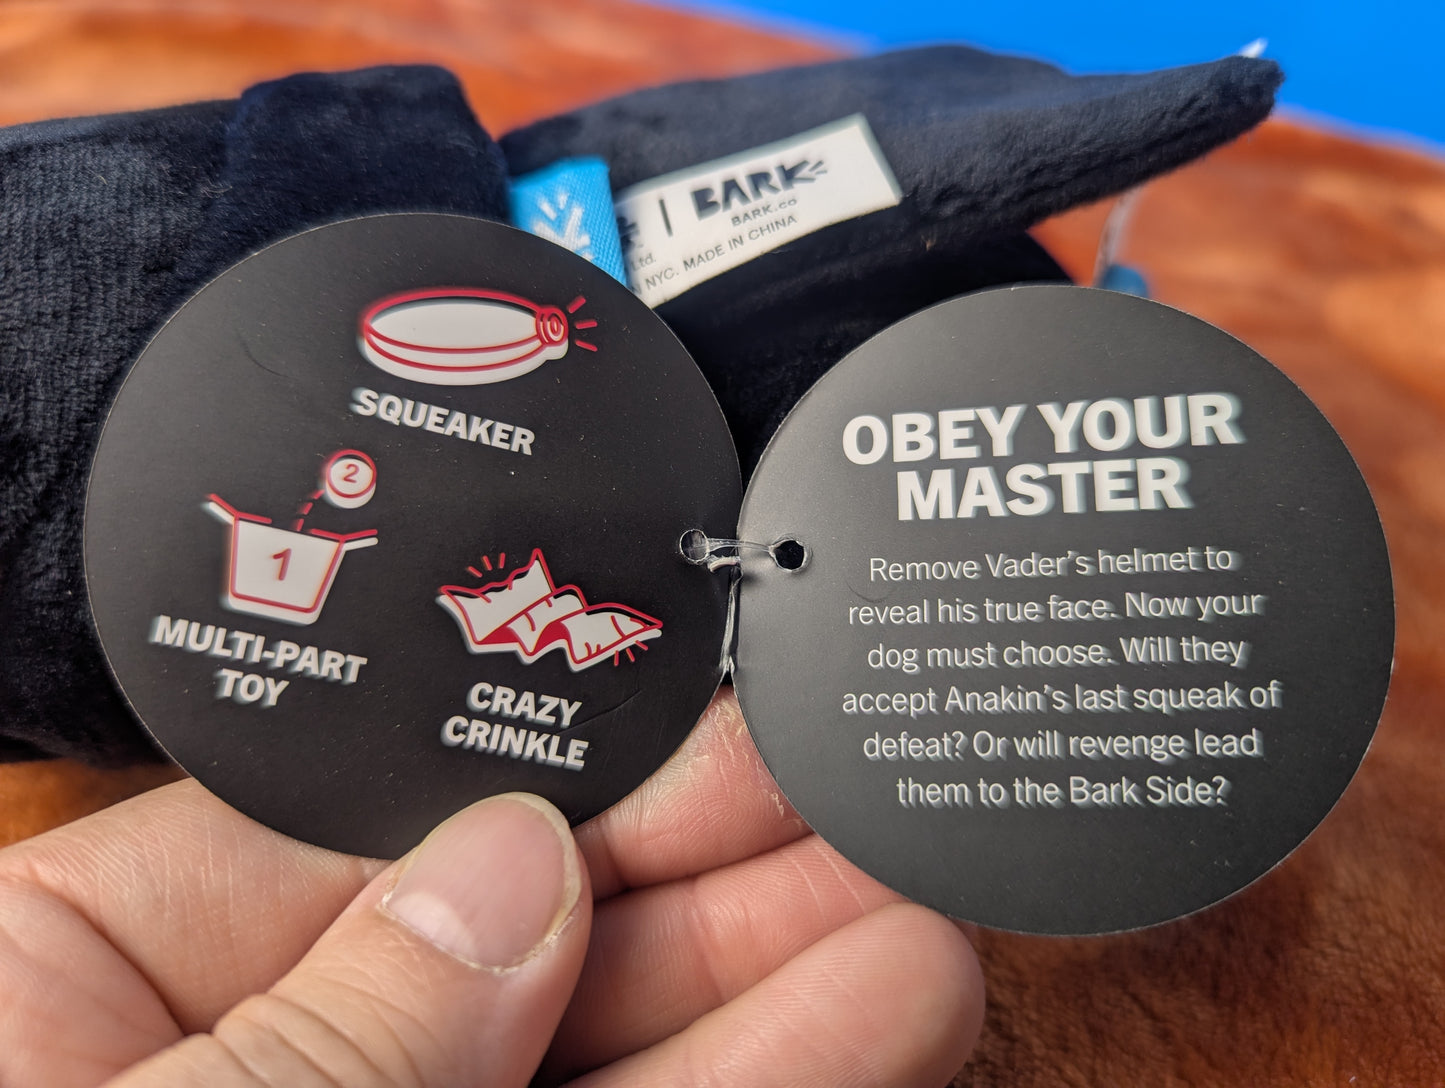 BARK
BARK.co
Ltd.
NYC. MADE IN CHINA
SQUEAKER
2
1
MULTI-PART
TOY
CRAZY
CRINKLE
OBEY YOUR
MASTER
Remove Vader's helmet to
reveal his true face. Now your
dog must choose. Will they
accept Anakin's last squeak of
defeat? Or will revenge lead
them to the Bark Side?